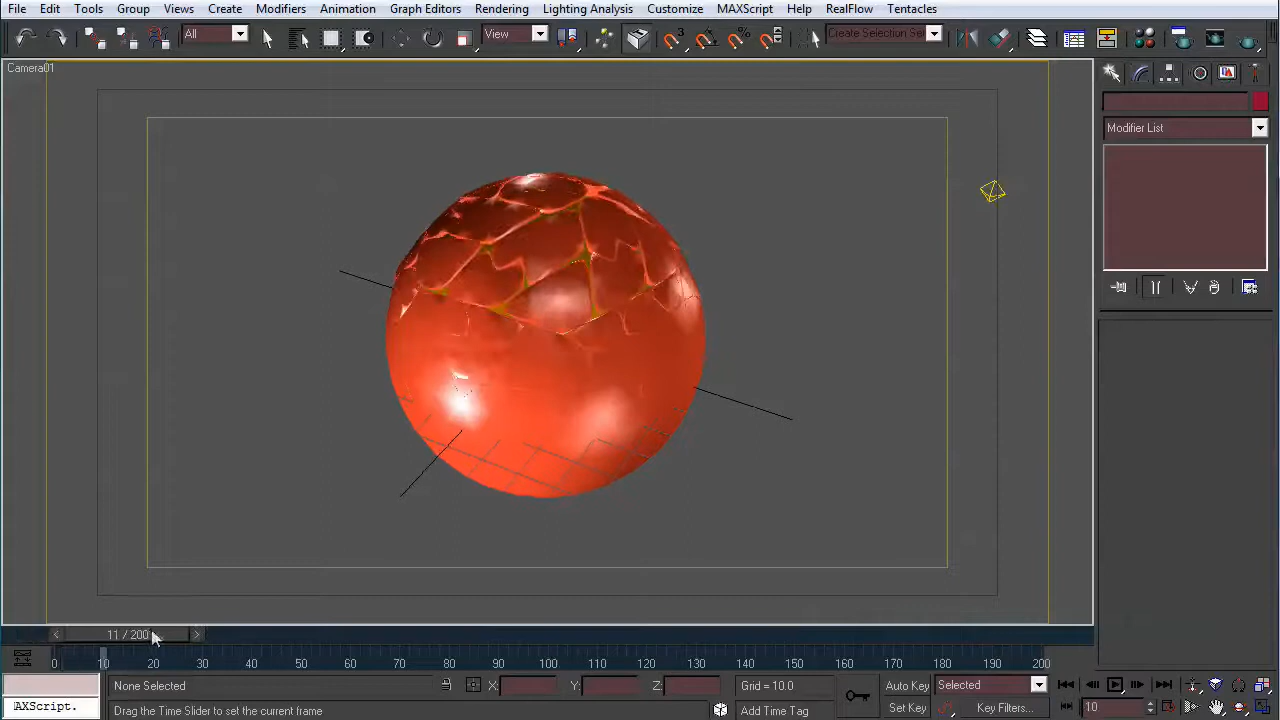 File Edit Tools Group Views Create Modifiers Animation Graph Editors Rendering Lighting Analysis Customize MAXScript Help RealFlow Tentacles
All View 3 % Create Selection Set
Camera01
Modifier List
< 11 / 200 >
0 10 20 30 40 50 60 70 80 90 100 110 120 130 140 150 160 170 180 190 200
None Selected X: Y: Z: Grid = 10.0 Auto Key Selected
AXScript. Drag the Time Slider to set the current frame Add Time Tag Set Key Key Filters... 10